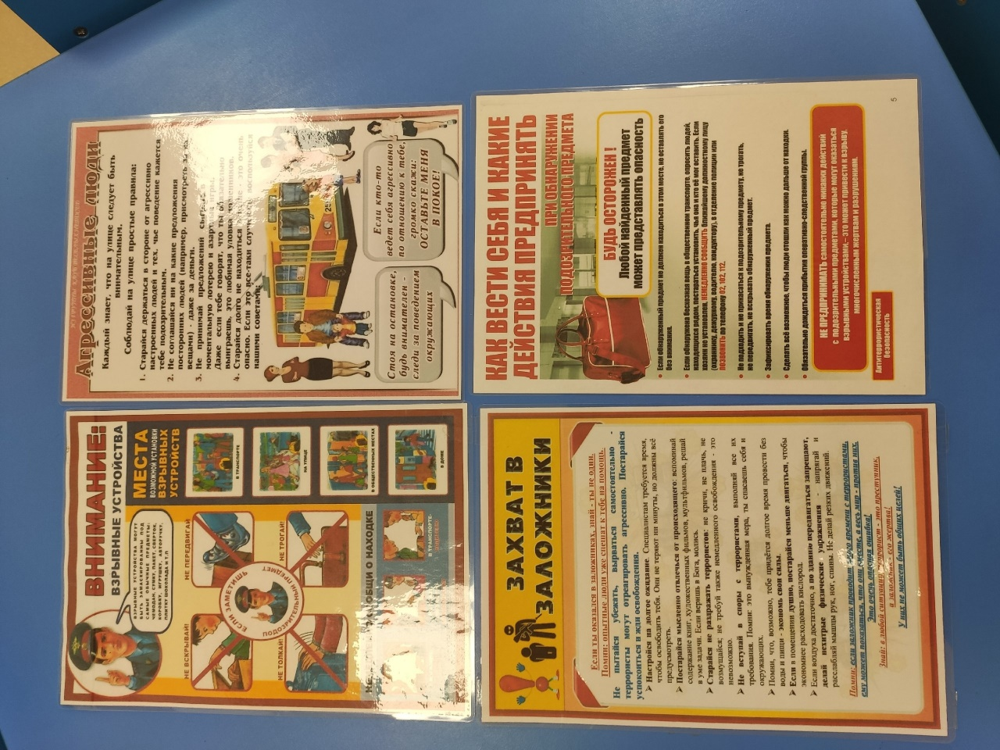 Агрессивные люди
Каждый знает, что на улице следует быть
внимательным.
Соблюдай на улице простые правила:
1. Старайся держаться в стороне от агрессивно
настроенных людей и тех, чье поведение кажется
тебе подозрительным.
2. Не соглашайся ни на какие предложения
посторонних людей (например, присмотреть за их
вещами) - даже за деньги.
3. Не принимай предложений
моментальную лотерею и азартные игры.
Даже если тебе говорят, что ты обязательно
выиграешь, это любимая уловка мошенников.
4. Старайся долго не находиться
опасно. Если это все-таки случ
нашими советами:
Стоя на остановке,
будь внимателен -
следи за поведением
окружающих
Если кто-то
ведет себя агрессивно
по отношению к тебе,
громко скажи:
ОСТАВЬТЕ МЕНЯ
В ПОКОЕ!
КАК ВЕСТИ СЕБЯ И КАКИЕ
ДЕЙСТВИЯ ПРЕДПРИНЯТЬ
ПРИ ОБНАРУЖЕНИИ
ПОДОЗРИТЕЛЬНОГО ПРЕДМЕТА
БУДЬ ОСТОРОЖЕН!
Любой найденный предмет
может представлять опасность
• Если обнаруженный предмет не должен находиться в этом месте, не оставлять его
без внимания.
• Если обнаружена бесхозная вещь в общественном транспорте, опросить людей,
находящихся рядом, постараться установить, чья она и кто её мог оставить. Если
хозяин не установлен, НЕМЕДЛЕННО СООБЩИТЬ ближайшему должностному лицу
(охраннику, дежурному, водителю, кондуктору), в отделение полиции или
ПОЗВОНИТЬ по телефону 02, 102, 112.
• Не подходить и не прикасаться к подозрительному предмету, не трогать,
не передвигать, не вскрывать обнаруженный предмет.
• Зафиксировать время обнаружения предмета.
• Сделать всё возможное, чтобы люди отошли как можно дальше от находки.
• Обязательно дождаться прибытия оперативно-следственной группы.
НЕ ПРЕДПРИНИМАТЬ самостоятельно никаких действий
с подозрительными предметами, которые могут оказаться
взрывными устройствами, – это может привести к взрыву,
многочисленным жертвам и разрушениям.
Антитеррористическая
безопасность
5
ВНИМАНИЕ:
ВЗРЫВНЫЕ УСТРОЙСТВА
ВЗРЫВНЫЕ УСТРОЙСТВА МОГУТ
БЫТЬ ЗАМАСКИРОВАНЫ ПОД
САМЫЕ ОБЫЧНЫЕ ПРЕДМЕТЫ:
ЧЕМОДАН, СУМКУ, ПАКЕТ, СВЕРТОК,
КОРОБКУ, ИГРУШКУ, АВТОРУЧКУ,
ПЛИТКУ ШОКОЛАДА И Т.П
НЕ ВСКРЫВАЙ!
НЕ ПЕРЕДВИГАЙ!
ЕСЛИ ЗАМЕТИШЬ
ПОДОЗРИТЕЛЬНЫЙ ПРЕДМЕТ
НЕ ТОЛКАЙ!
НЕ ТРОГАЙ!
МЕСТА
ВОЗМОЖНОЙ УСТАНОВКИ
ВЗРЫВНЫХ
УСТРОЙСТВ
В ТРАНСПОРТЕ
НА УЛИЦЕ
В ОБЩЕСТВЕННЫХ МЕСТАХ
В ДОМЕ
СООБЩИ О НАХОДКЕ
В ТРАНСПОРТЕ-
ЗАХВАТ В
ЗАЛОЖНИКИ
Если ты оказался в заложниках, знай - ты не один.
Помни: опытные люди уже спешат к тебе на помощь.
Не пытайся убежать, вырваться самостоятельно -
террористы могут отреагировать агрессивно. Постарайся
успокоиться и жди освобождения.
➢ Настройся на долгое ожидание. Специалистам требуется время,
чтобы освободить тебя. Они не теряют ни минуты, но должны всё
предусмотреть.
➢ Постарайся мысленно отвлечься от происходящего: вспоминай
содержание книг, художественных фильмов, мультфильмов, решай
в уме задачи. Если веришь в Бога, молись.
➢ Старайся не раздражать террористов: не кричи, не плачь, не
возмущайся; не требуй также немедленного освобождения - это
невозможно.
➢ Не вступай в споры с террористами, выполняй все их
требования. Помни: это вынужденная мера, ты спасаешь себя и
окружающих.
➢ Помни, что, возможно, тебе придётся долгое время провести без
воды и пищи - экономь свои силы.
➢ Если в помещении душно, постарайся меньше двигаться, чтобы
экономнее расходовать кислород.
➢ Если воздуха достаточно, а по зданию передвигаться запрещают,
делай нехитрые физические упражнения - напрягай и
расслабляй мышцы рук, ног, спины. Не делай резких движений.
Помни: если заложник проводит много времени с террористами,
ему может показаться, что они вместе, а весь мир - против них.
Это очень опасная ошибка!
Знай: в любой ситуации террорист - это преступник,
а заложник - его жертва!
У них не может быть общих целей!